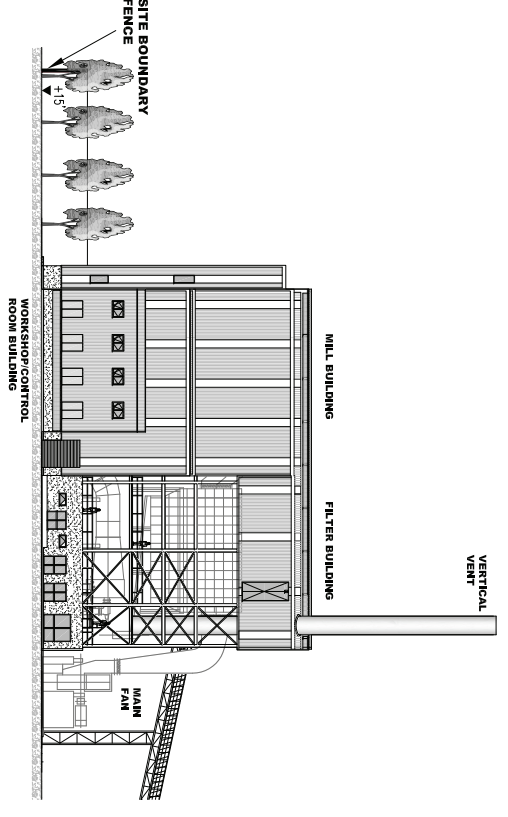 SITE BOUNDARY
FENCE
+15'
WORKSHOP/CONTROL
ROOM BUILDING
MILL BUILDING
FILTER BUILDING
VERTICAL
VENT
MAIN
FAN